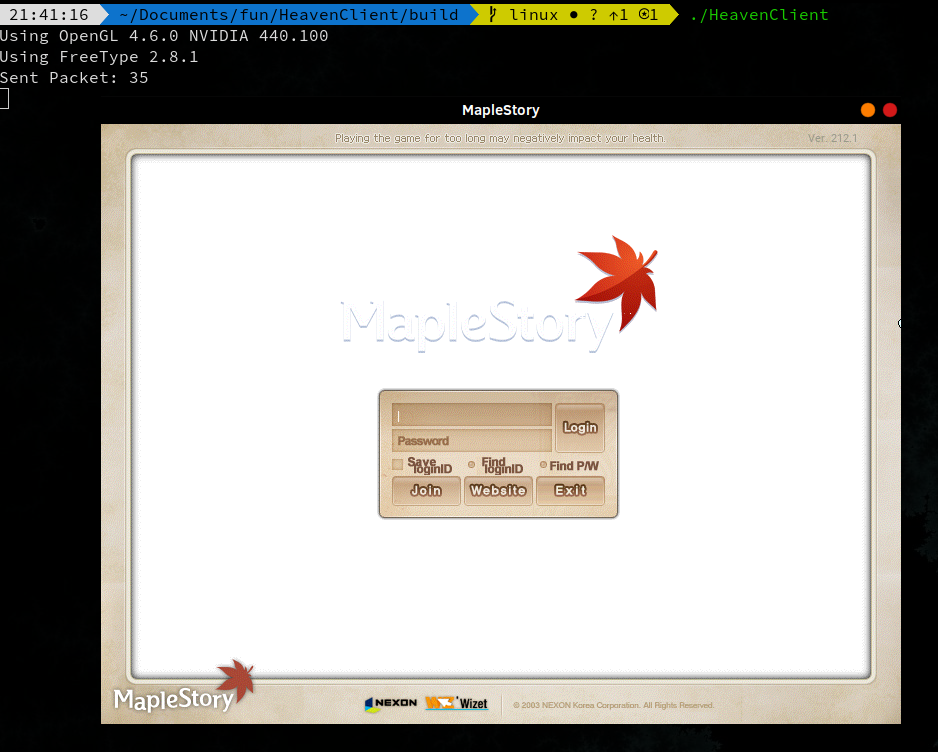 21:41:16 ~/Documents/fun/HeavenClient/build linux ● ? ↑1 ⊙1 ./HeavenClient
Using OpenGL 4.6.0 NVIDIA 440.100
Using FreeType 2.8.1
Sent Packet: 35
MapleStory
Playing the game for too long may negatively impact your health.
Ver. 212.1
MapleStory
Login
Password
Save loginID
Find loginID
Find P/W
Join
Website
Exit
MapleStory
NEXON
Wizet
© 2003 NEXON Korea Corporation. All Rights Reserved.